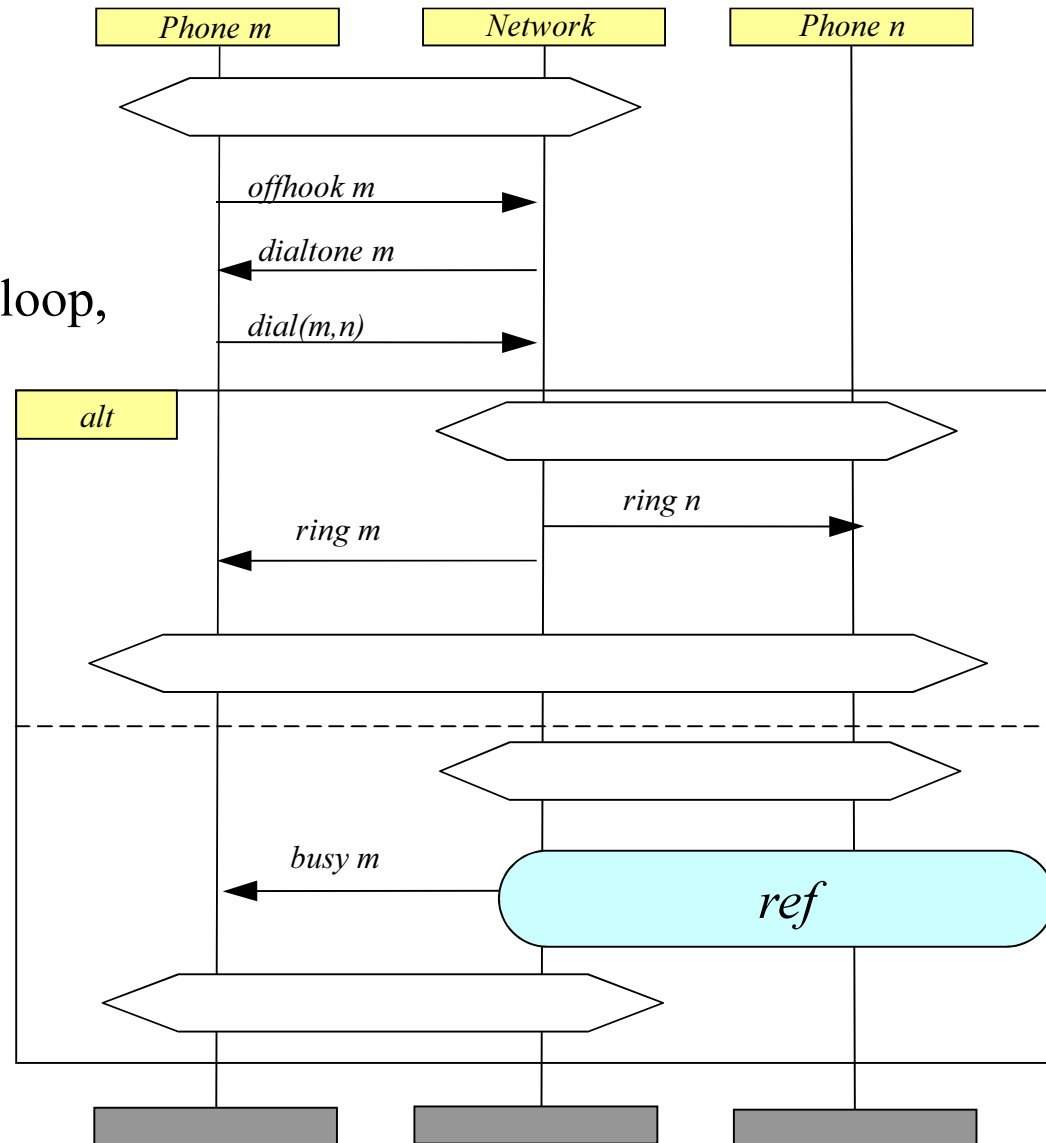 Phone m
Network
Phone n
offhook m
dialtone m
loop,
dial(m,n)
alt
ring n
ring m
busy m
ref